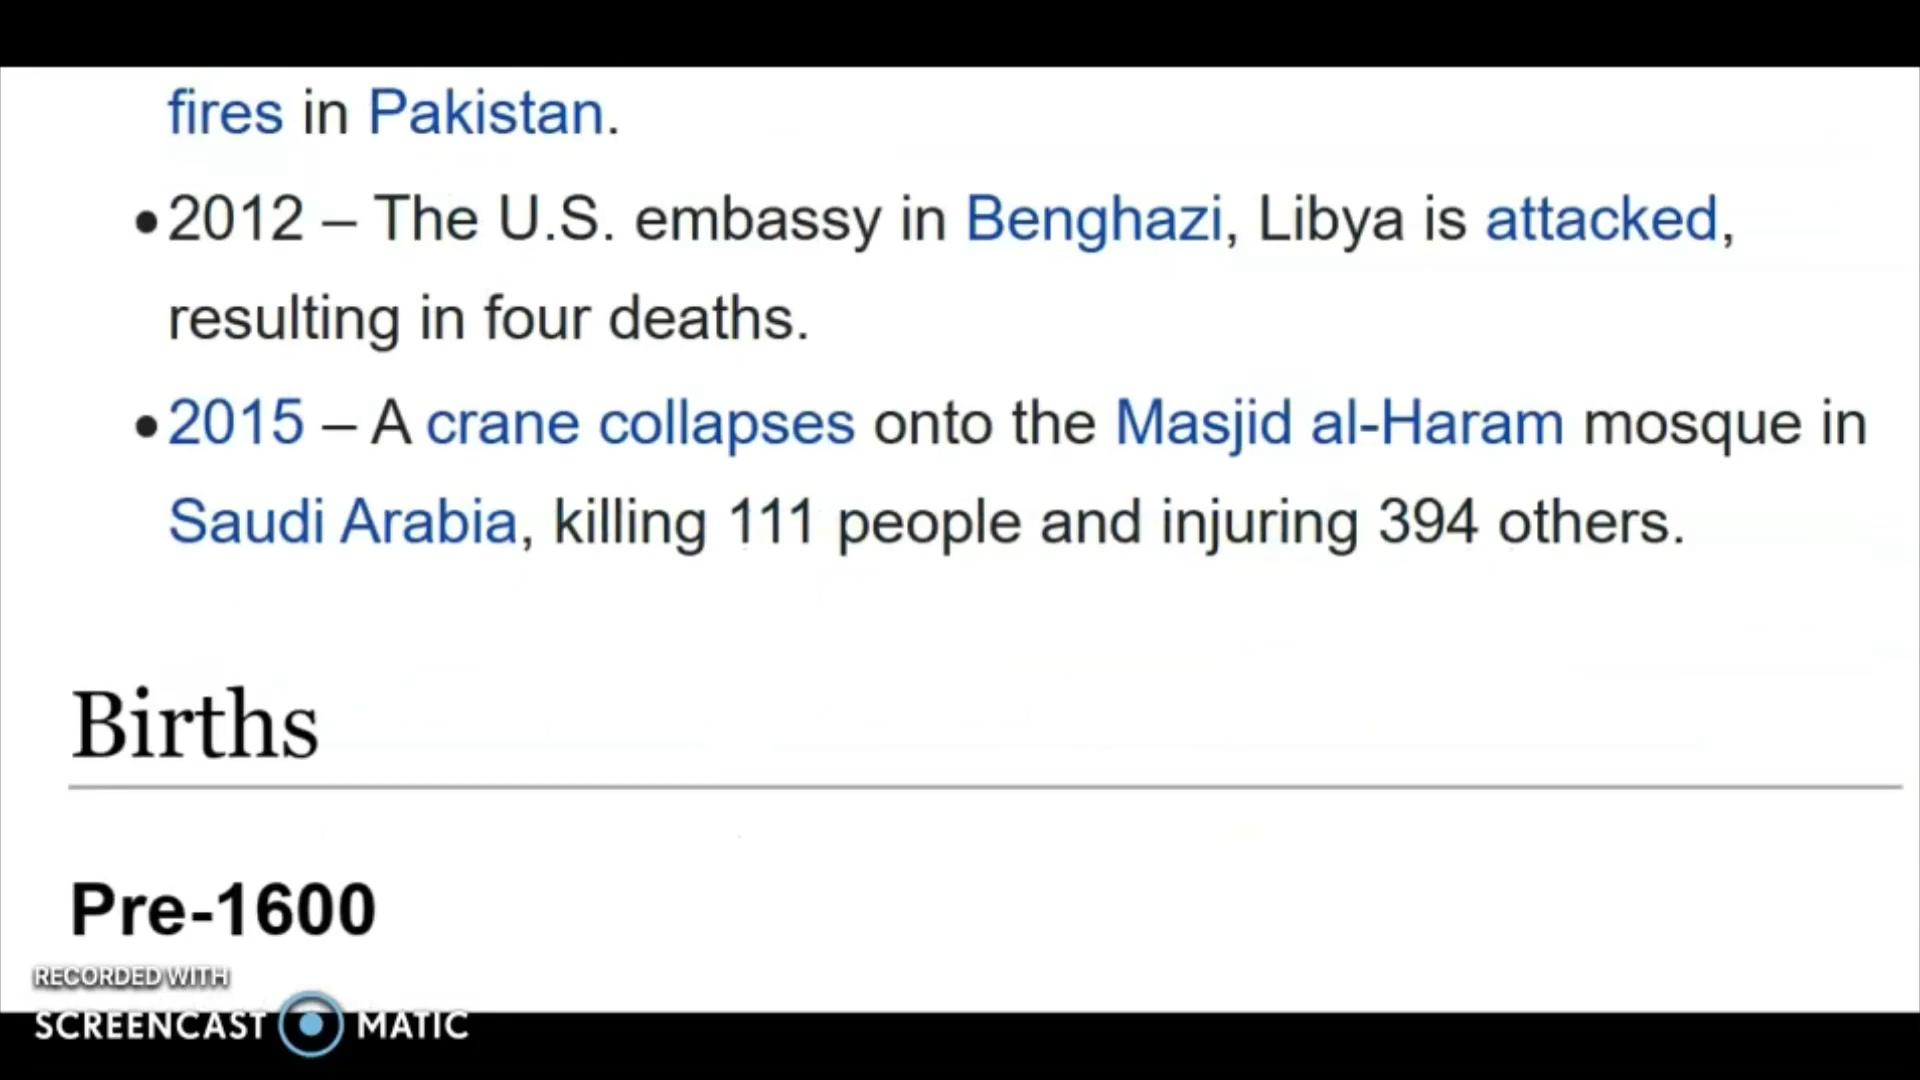 fires in Pakistan.
•2012 – The U.S. embassy in Benghazi, Libya is attacked,
resulting in four deaths.
•2015 – A crane collapses onto the Masjid al-Haram mosque in
Saudi Arabia, killing 111 people and injuring 394 others.
Births
Pre-1600
RECORDED WITH
SCREENCAST MATIC